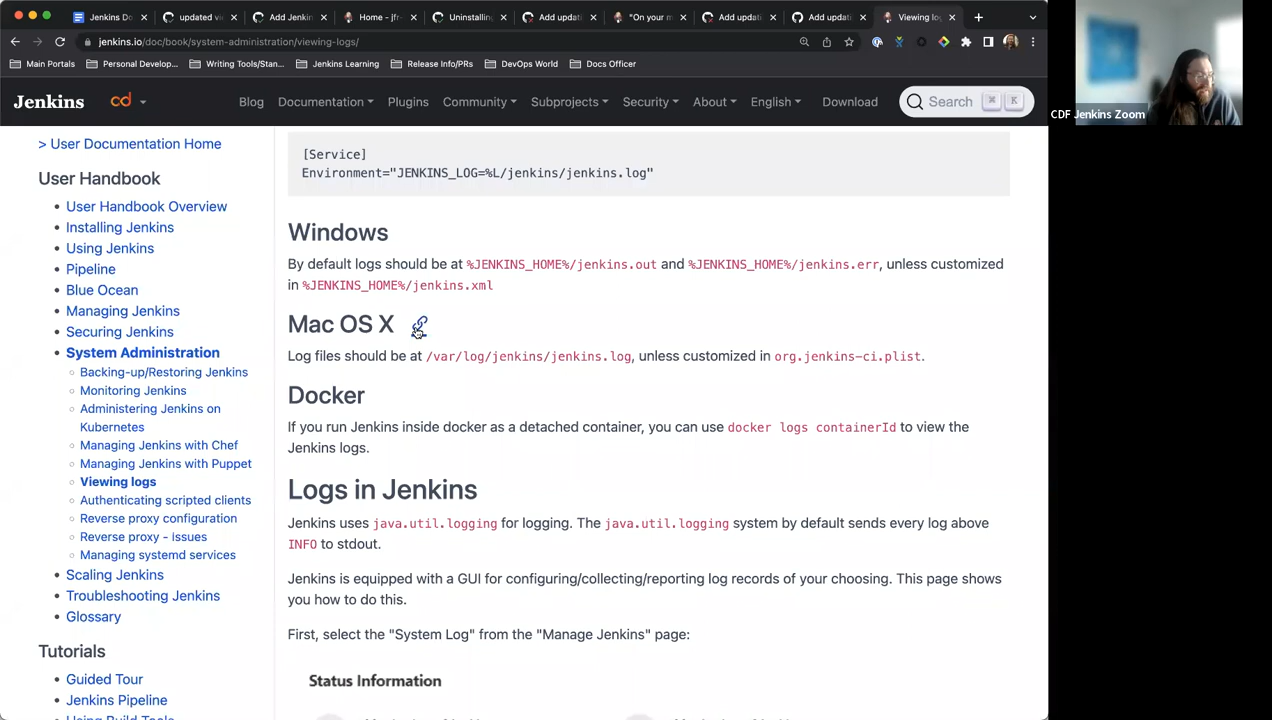 Jenkins Do
updated vi
Add Jenkin
Home - jfr
Uninstalling
Add updati
"On your m
Add updati
Add updati
Viewing lo
jenkins.io/doc/book/system-administration/viewing-logs/
Main Portals
Personal Develop...
Writing Tools/Stan...
Jenkins Learning
Release Info/PRs
DevOps World
Docs Officer
Jenkins
cd
Blog
Documentation
Plugins
Community
Subprojects
Security
About
English
Download
Search
⌘
K
CDF Jenkins Zoom
> User Documentation Home
User Handbook
User Handbook Overview
Installing Jenkins
Using Jenkins
Pipeline
Blue Ocean
Managing Jenkins
Securing Jenkins
System Administration
Backing-up/Restoring Jenkins
Monitoring Jenkins
Administering Jenkins on
Kubernetes
Managing Jenkins with Chef
Managing Jenkins with Puppet
Viewing logs
Authenticating scripted clients
Reverse proxy configuration
Reverse proxy - issues
Managing systemd services
Scaling Jenkins
Troubleshooting Jenkins
Glossary
Tutorials
Guided Tour
Jenkins Pipeline
Using Build Tools
[Service]
Environment="JENKINS_LOG=%L/jenkins/jenkins.log"
Windows
By default logs should be at %JENKINS_HOME%/jenkins.out and %JENKINS_HOME%/jenkins.err, unless customized
in %JENKINS_HOME%/jenkins.xml
Mac OS X
Log files should be at /var/log/jenkins/jenkins.log, unless customized in org.jenkins-ci.plist.
Docker
If you run Jenkins inside docker as a detached container, you can use docker logs containerId to view the
Jenkins logs.
Logs in Jenkins
Jenkins uses java.util.logging for logging. The java.util.logging system by default sends every log above
INFO to stdout.
Jenkins is equipped with a GUI for configuring/collecting/reporting log records of your choosing. This page shows
you how to do this.
First, select the "System Log" from the "Manage Jenkins" page:
Status Information